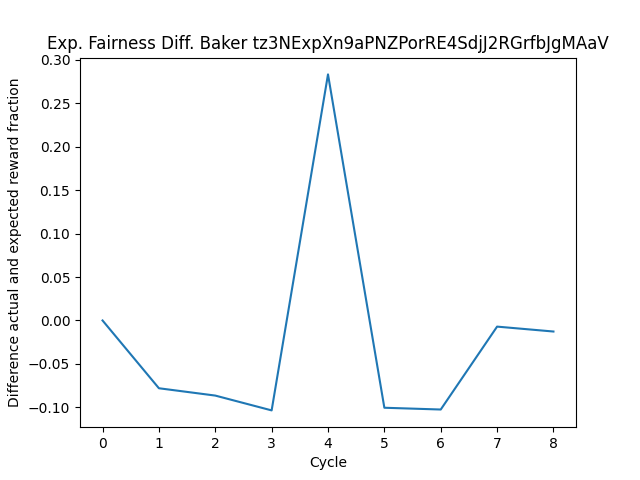 Exp. Fairness Diff. Baker tz3NExpXn9aPNZPorRE4SdjJ2RGrfbJgMAaV
Difference actual and expected reward fraction
0.30
0.25
0.20
0.15
0.10
0.05
0.00
−0.05
−0.10
0 1 2 3 4 5 6 7 8
Cycle